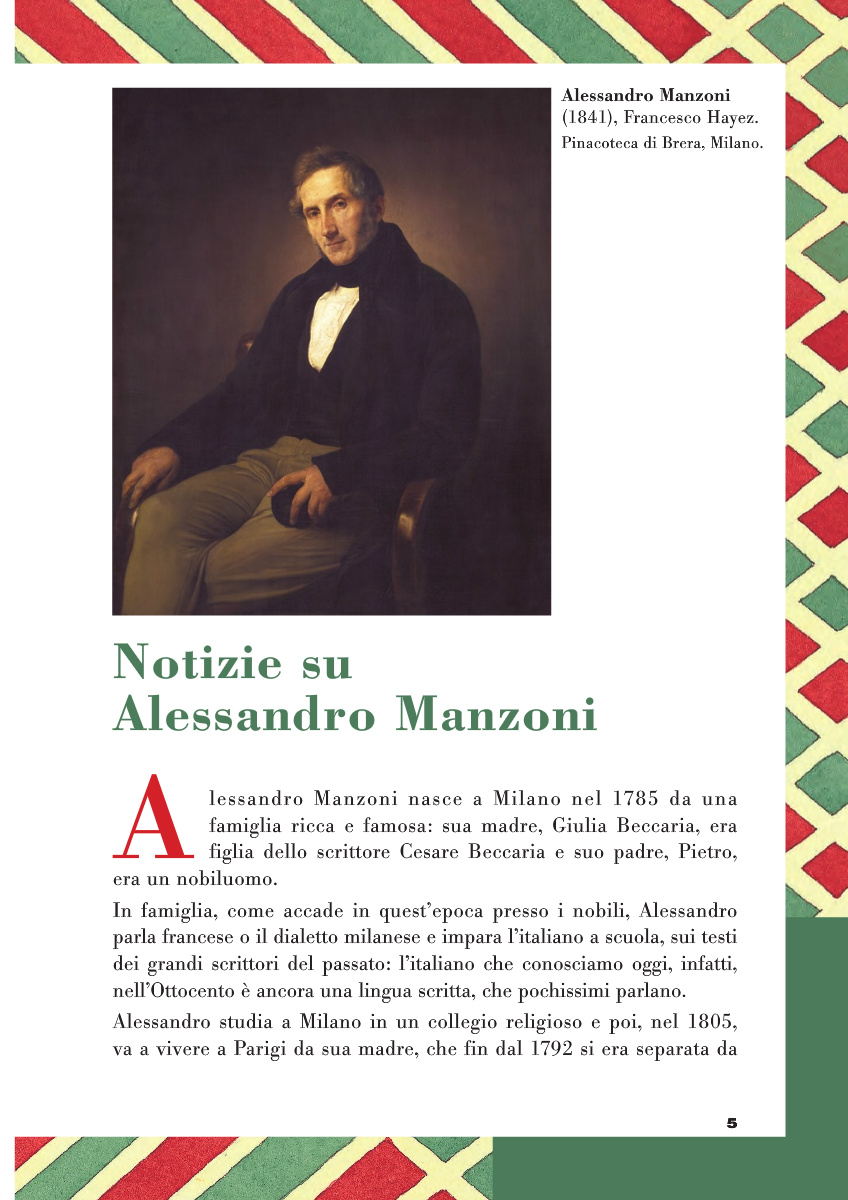 Alessandro Manzoni
(1841), Francesco Hayez.
Pinacoteca di Brera, Milano.
Notizie su
Alessandro Manzoni
Alessandro Manzoni nasce a Milano nel 1785 da una
famiglia ricca e famosa: sua madre, Giulia Beccaria, era
figlia dello scrittore Cesare Beccaria e suo padre, Pietro,
era un nobiluomo.
In famiglia, come accade in quest’epoca presso i nobili, Alessandro
parla francese o il dialetto milanese e impara l’italiano a scuola, sui testi
dei grandi scrittori del passato: l’italiano che conosciamo oggi, infatti,
nell’Ottocento è ancora una lingua scritta, che pochissimi parlano.
Alessandro studia a Milano in un collegio religioso e poi, nel 1805,
va a vivere a Parigi da sua madre, che fin dal 1792 si era separata da
5